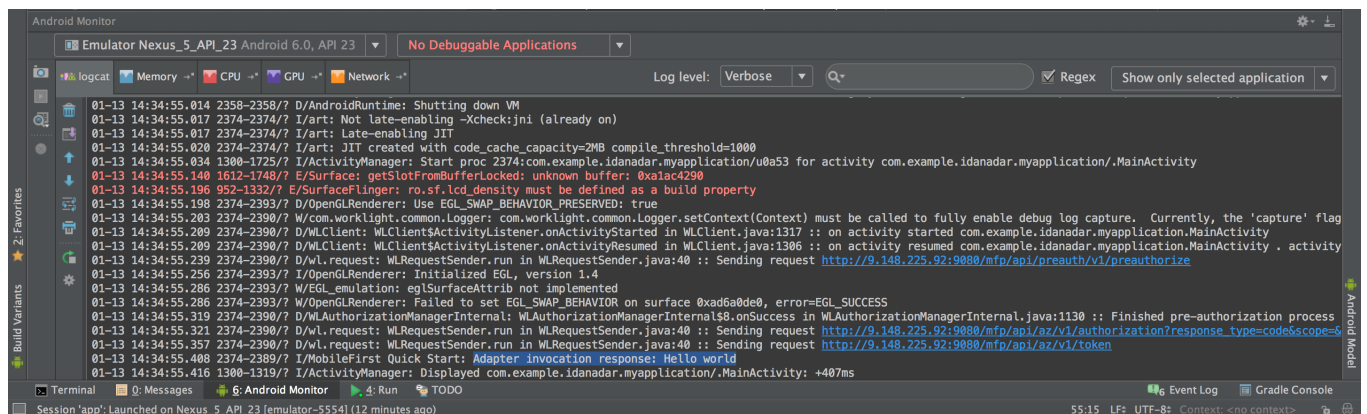 Android Monitor
Emulator Nexus_5_API_23 Android 6.0, API 23
No Debuggable Applications
logcat
Memory
CPU
GPU
Network
Log level:
Verbose
Regex
Show only selected application
01-13 14:34:55.014 2358-2358/? D/AndroidRuntime: Shutting down VM
01-13 14:34:55.017 2374-2374/? I/art: Not late-enabling -Xcheck:jni (already on)
01-13 14:34:55.017 2374-2374/? I/art: Late-enabling JIT
01-13 14:34:55.020 2374-2374/? I/art: JIT created with code_cache_capacity=2MB compile_threshold=1000
01-13 14:34:55.034 1300-1725/? I/ActivityManager: Start proc 2374:com.example.idanadar.myapplication/u0a53 for activity com.example.idanadar.myapplication/.MainActivity
01-13 14:34:55.140 1612-1748/? E/Surface: getSlotFromBufferLocked: unknown buffer: 0xa1ac4290
01-13 14:34:55.196 952-1332/? E/SurfaceFlinger: ro.sf.lcd_density must be defined as a build property
01-13 14:34:55.198 2374-2393/? D/OpenGLRenderer: Use EGL_SWAP_BEHAVIOR_PRESERVED: true
01-13 14:34:55.203 2374-2390/? W/com.worklight.common.Logger: com.worklight.common.Logger.setContext(Context) must be called to fully enable debug log capture.  Currently, the 'capture' flag
01-13 14:34:55.209 2374-2390/? D/WLClient: WLClient$ActivityListener.onActivityStarted in WLClient.java:1317 :: on activity started com.example.idanadar.myapplication.MainActivity
01-13 14:34:55.209 2374-2390/? D/WLClient: WLClient$ActivityListener.onActivityResumed in WLClient.java:1306 :: on activity resumed com.example.idanadar.myapplication.MainActivity . activity
01-13 14:34:55.239 2374-2390/? D/wl.request: WLRequestSender.run in WLRequestSender.java:40 :: Sending request http://9.148.225.92:9080/mfp/api/preauth/v1/preauthorize
01-13 14:34:55.256 2374-2393/? I/OpenGLRenderer: Initialized EGL, version 1.4
01-13 14:34:55.286 2374-2393/? W/EGL_emulation: eglSurfaceAttrib not implemented
01-13 14:34:55.286 2374-2393/? W/OpenGLRenderer: Failed to set EGL_SWAP_BEHAVIOR on surface 0xad6a0de0, error=EGL_SUCCESS
01-13 14:34:55.319 2374-2390/? D/WLAuthorizationManagerInternal: WLAuthorizationManagerInternal$8.onSuccess in WLAuthorizationManagerInternal.java:1130 :: Finished pre-authorization process
01-13 14:34:55.321 2374-2390/? D/wl.request: WLRequestSender.run in WLRequestSender.java:40 :: Sending request http://9.148.225.92:9080/mfp/api/az/v1/authorization?response_type=code&scope=&
01-13 14:34:55.357 2374-2390/? D/wl.request: WLRequestSender.run in WLRequestSender.java:40 :: Sending request http://9.148.225.92:9080/mfp/api/az/v1/token
01-13 14:34:55.408 2374-2389/? I/MobileFirst Quick Start: Adapter invocation response: Hello world
01-13 14:34:55.416 1300-1319/? I/ActivityManager: Displayed com.example.idanadar.myapplication/.MainActivity: +407ms
2: Favorites
Build Variants
Android Model
Terminal
0: Messages
6: Android Monitor
4: Run
TODO
6 Event Log
Gradle Console
Session 'app': Launched on Nexus_5_API_23 [emulator-5554] (12 minutes ago)
55:15 LF UTF-8 Context: <no context>